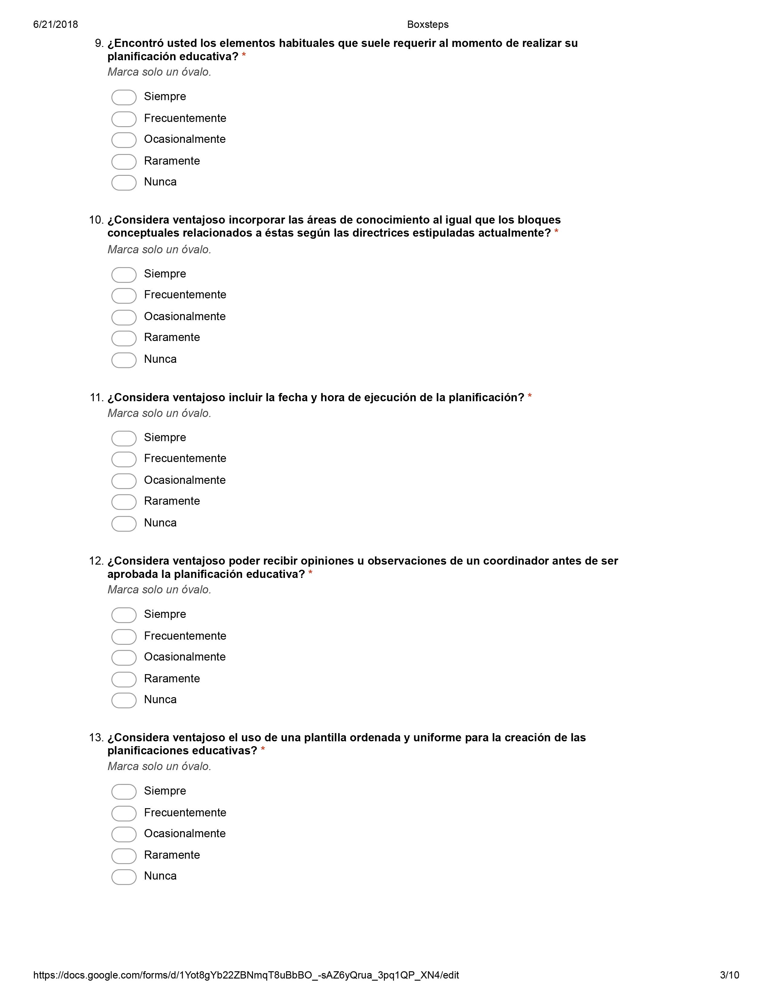 6/21/2018 Boxsteps
9. ¿Encontró usted los elementos habituales que suele requerir al momento de realizar su
planificación educativa? *
Marca solo un óvalo.
Siempre
Frecuentemente
Ocasionalmente
Raramente
Nunca
10. ¿Considera ventajoso incorporar las áreas de conocimiento al igual que los bloques
conceptuales relacionados a éstas según las directrices estipuladas actualmente? *
Marca solo un óvalo.
Siempre
Frecuentemente
Ocasionalmente
Raramente
Nunca
11. ¿Considera ventajoso incluir la fecha y hora de ejecución de la planificación? *
Marca solo un óvalo.
Siempre
Frecuentemente
Ocasionalmente
Raramente
Nunca
12. ¿Considera ventajoso poder recibir opiniones u observaciones de un coordinador antes de ser
aprobada la planificación educativa? *
Marca solo un óvalo.
Siempre
Frecuentemente
Ocasionalmente
Raramente
Nunca
13. ¿Considera ventajoso el uso de una plantilla ordenada y uniforme para la creación de las
planificaciones educativas? *
Marca solo un óvalo.
Siempre
Frecuentemente
Ocasionalmente
Raramente
Nunca
https://docs.google.com/forms/d/1Yot8gYb22ZBNmqT8uBbBO_-sAZ6yQrua_3pq1QP_XN4/edit 3/10